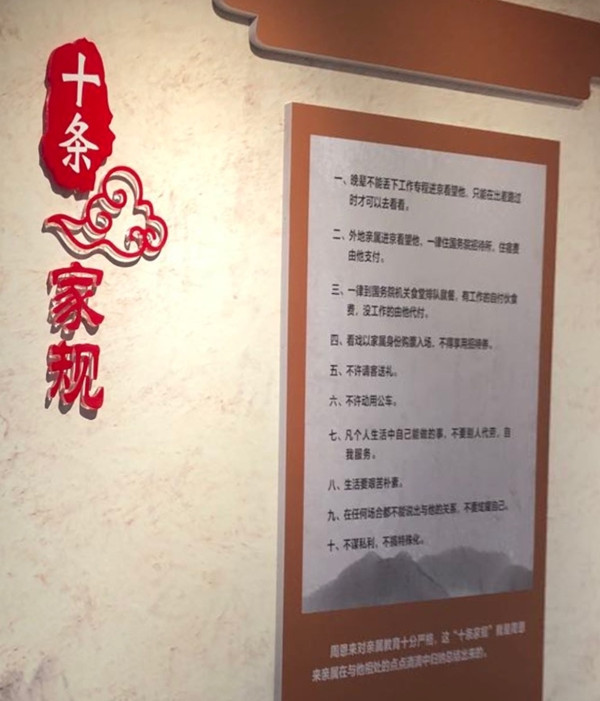 十条
家规
一、晚辈不能丢下工作专程进京看望他，只能在出差路过
时才可以去看看。
二、外地亲属进京看望他，一律住国务院招待所，住宿费
由他支付。
三、一律到国务院机关食堂排队就餐，有工作的自付伙食
费，没工作的由他代付。
四、看戏以家属身份购票入场，不得享用招待券。
五、不许请客送礼。
六、不许动用公车。
七、凡个人生活中自己能做的事，不要别人代劳，自
我服务。
八、生活要艰苦朴素。
九、在任何场合都不能说出与他的关系，不要炫耀自己。
十、不谋私利，不搞特殊化。
周恩来对亲属教育十分严格，这“十条家规”就是周恩
来亲属在与他相处的点点滴滴中归纳总结出来的。